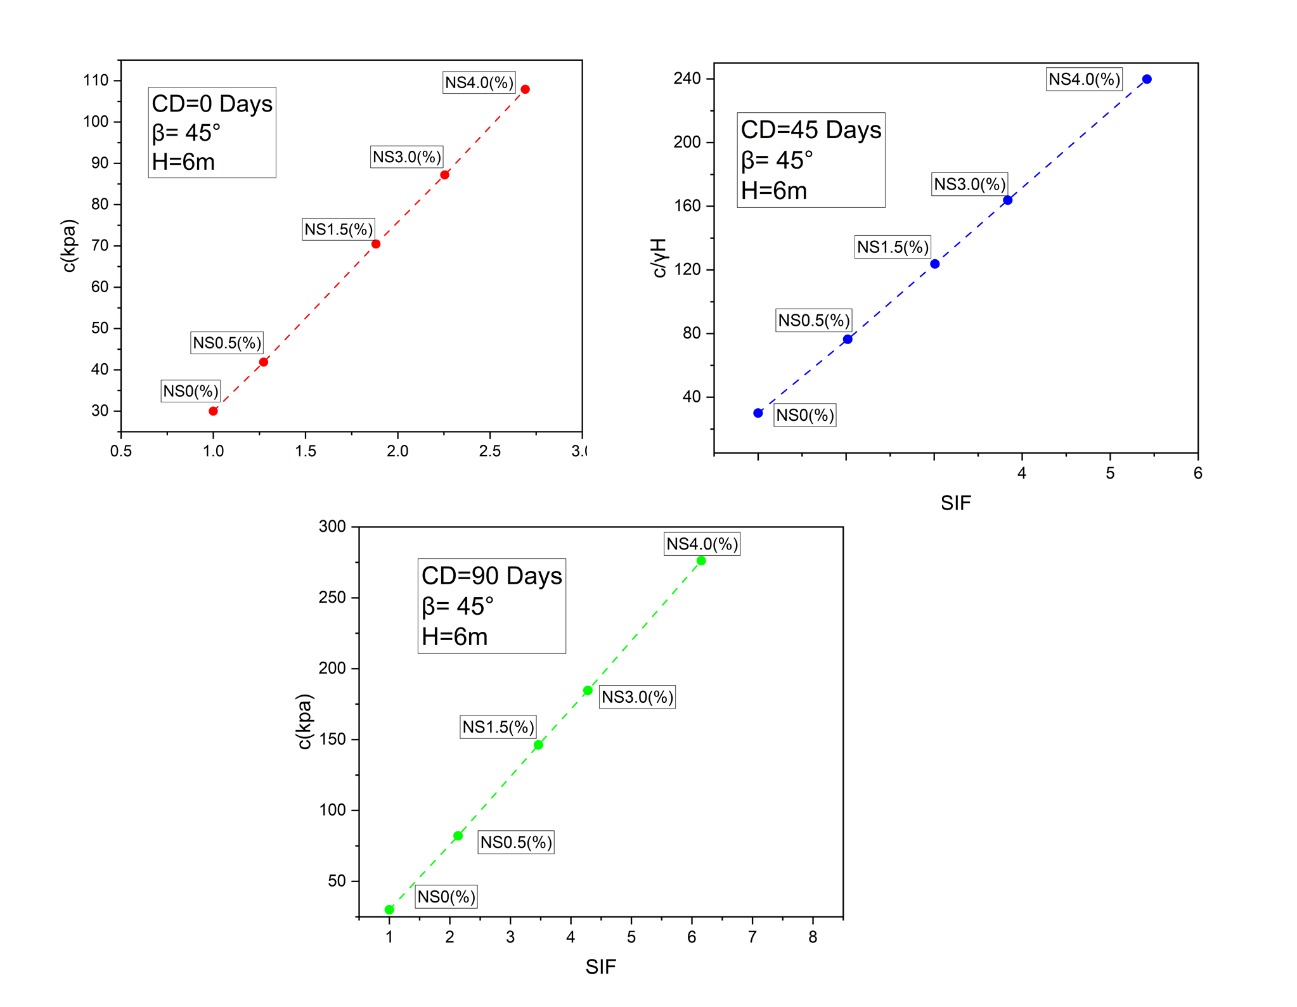 110
100
90
80
70
60
50
40
30
c(kpa)
CD=0 Days
β= 45°
H=6m
NS4.0(%)
NS3.0(%)
NS1.5(%)
NS0.5(%)
NS0(%)
0.5 1.0 1.5 2.0 2.5 3.0
240
200
160
120
80
40
c/γH
CD=45 Days
β= 45°
H=6m
NS4.0(%)
NS3.0(%)
NS1.5(%)
NS0.5(%)
NS0(%)
4 5 6
SIF
300
250
200
150
100
50
c(kpa)
CD=90 Days
β= 45°
H=6m
NS4.0(%)
NS3.0(%)
NS1.5(%)
NS0.5(%)
NS0(%)
1 2 3 4 5 6 7 8
SIF